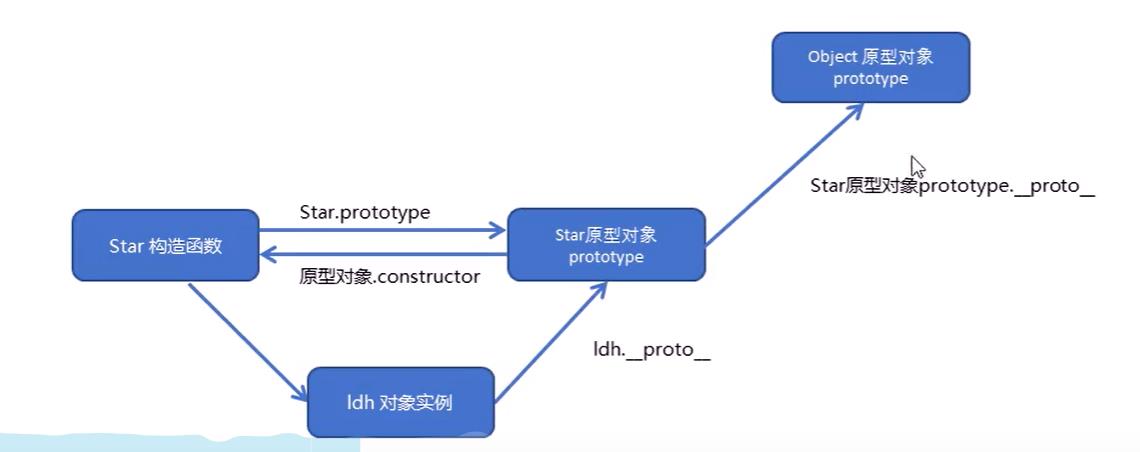 Object 原型对象
prototype
Star原型对象prototype.__proto__
Star.prototype
Star 构造函数
Star原型对象
prototype
原型对象.constructor
ldh.__proto__
ldh 对象实例